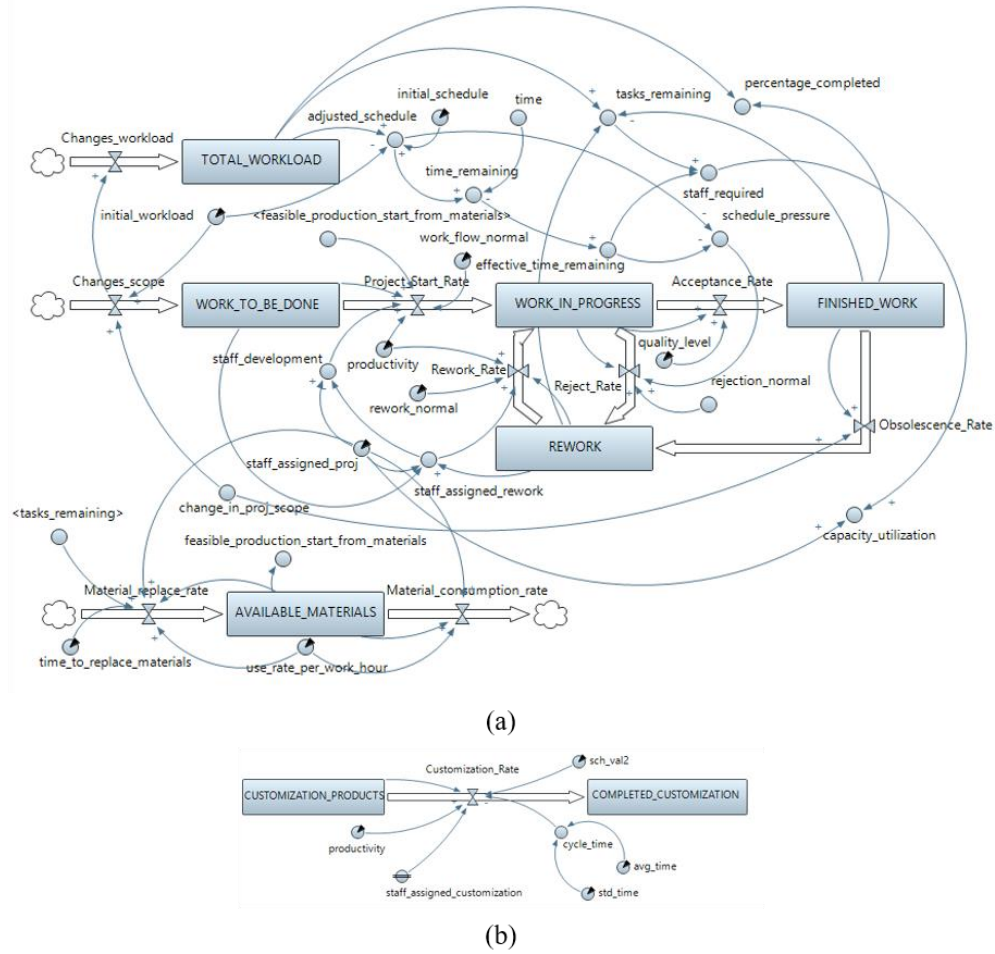 percentage_completed
initial_schedule
time
tasks_remaining
adjusted_schedule
Changes_workload
TOTAL_WORKLOAD
time_remaining
staff_required
initial_workload
<feasible_production_start_from_materials>
schedule_pressure
work_flow_normal
effective_time_remaining
Changes_scope
Project_Start_Rate
Acceptance_Rate
WORK_TO_BE_DONE
WORK_IN_PROGRESS
FINISHED_WORK
staff_development
productivity
quality_level
Rework_Rate
Reject_Rate
rejection_normal
rework_normal
Obsolescence_Rate
REWORK
staff_assigned_proj
staff_assigned_rework
change_in_proj_scope
<tasks_remaining>
capacity_utilization
feasible_production_start_from_materials
Material_replace_rate
Material_consumption_rate
AVAILABLE_MATERIALS
time_to_replace_materials
use_rate_per_work_hour
(a)
sch_val2
Customization_Rate
CUSTOMIZATION_PRODUCTS
COMPLETED_CUSTOMIZATION
productivity
cycle_time
avg_time
staff_assigned_customization
std_time
(b)